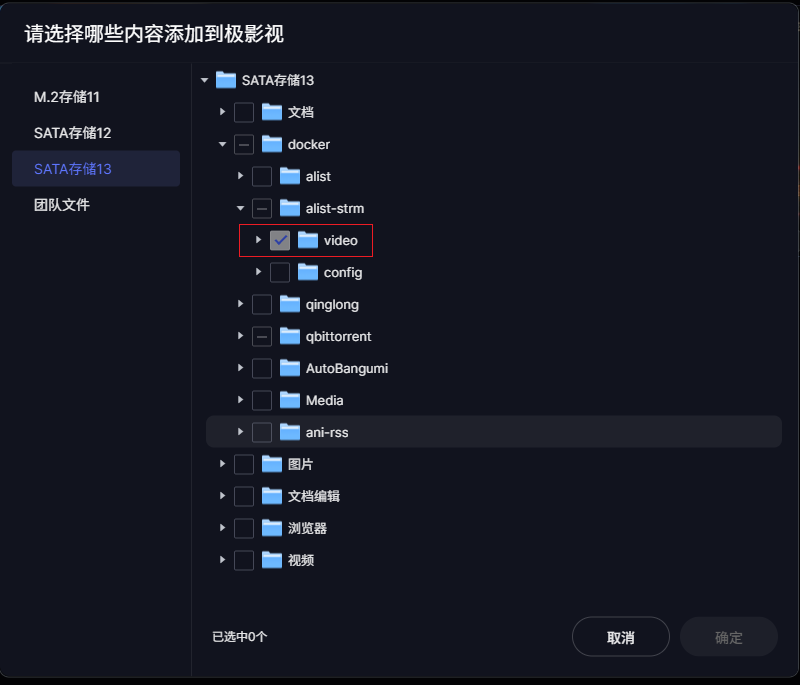 请选择哪些内容添加到极影视
M.2存储11
SATA存储12
SATA存储13
团队文件
SATA存储13
文档
docker
alist
alist-strm
video
config
qinglong
qbittorrent
AutoBangumi
Media
ani-rss
图片
文档编辑
浏览器
视频
已选中0个
取消
确定